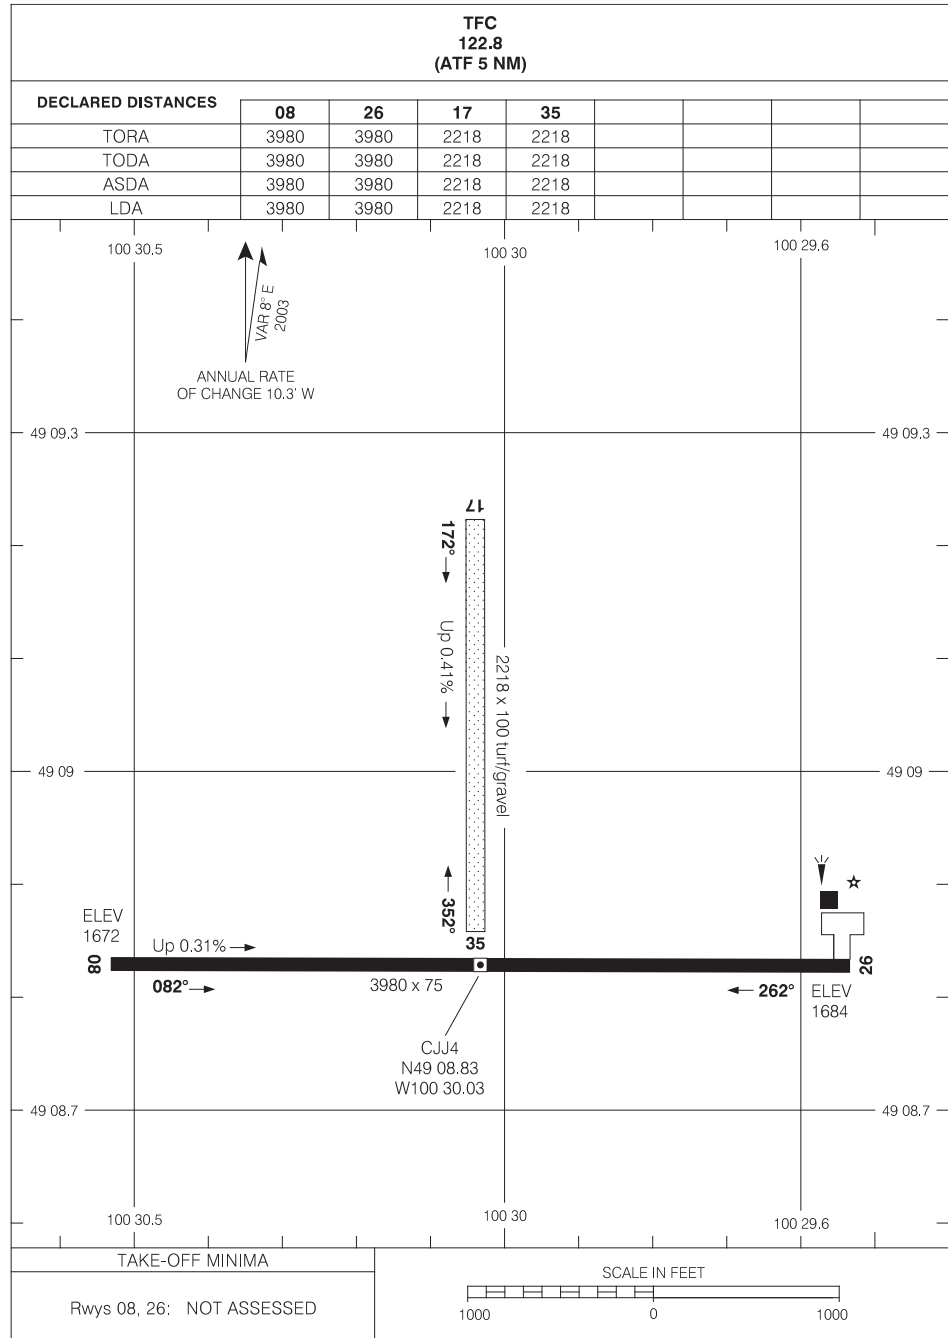 TFC
122.8
(ATF 5 NM)
DECLARED DISTANCES 08 26 17 35
TORA 3980 3980 2218 2218
TODA 3980 3980 2218 2218
ASDA 3980 3980 2218 2218
LDA 3980 3980 2218 2218
100 30.5 100 30 100 29.6
VAR 8° E
2003
ANNUAL RATE
OF CHANGE 10.3' W
49 09.3 49 09.3
17
172°
Up 0.41%
2218 x 100 turf/gravel
49 09 49 09
352°
35
ELEV
1672
Up 0.31%
08
26
082°
3980 x 75
262°
ELEV
1684
CJJ4
N49 08.83
W100 30.03
49 08.7 49 08.7
100 30.5 100 30 100 29.6
TAKE-OFF MINIMA
Rwys 08, 26: NOT ASSESSED
SCALE IN FEET
1000 0 1000